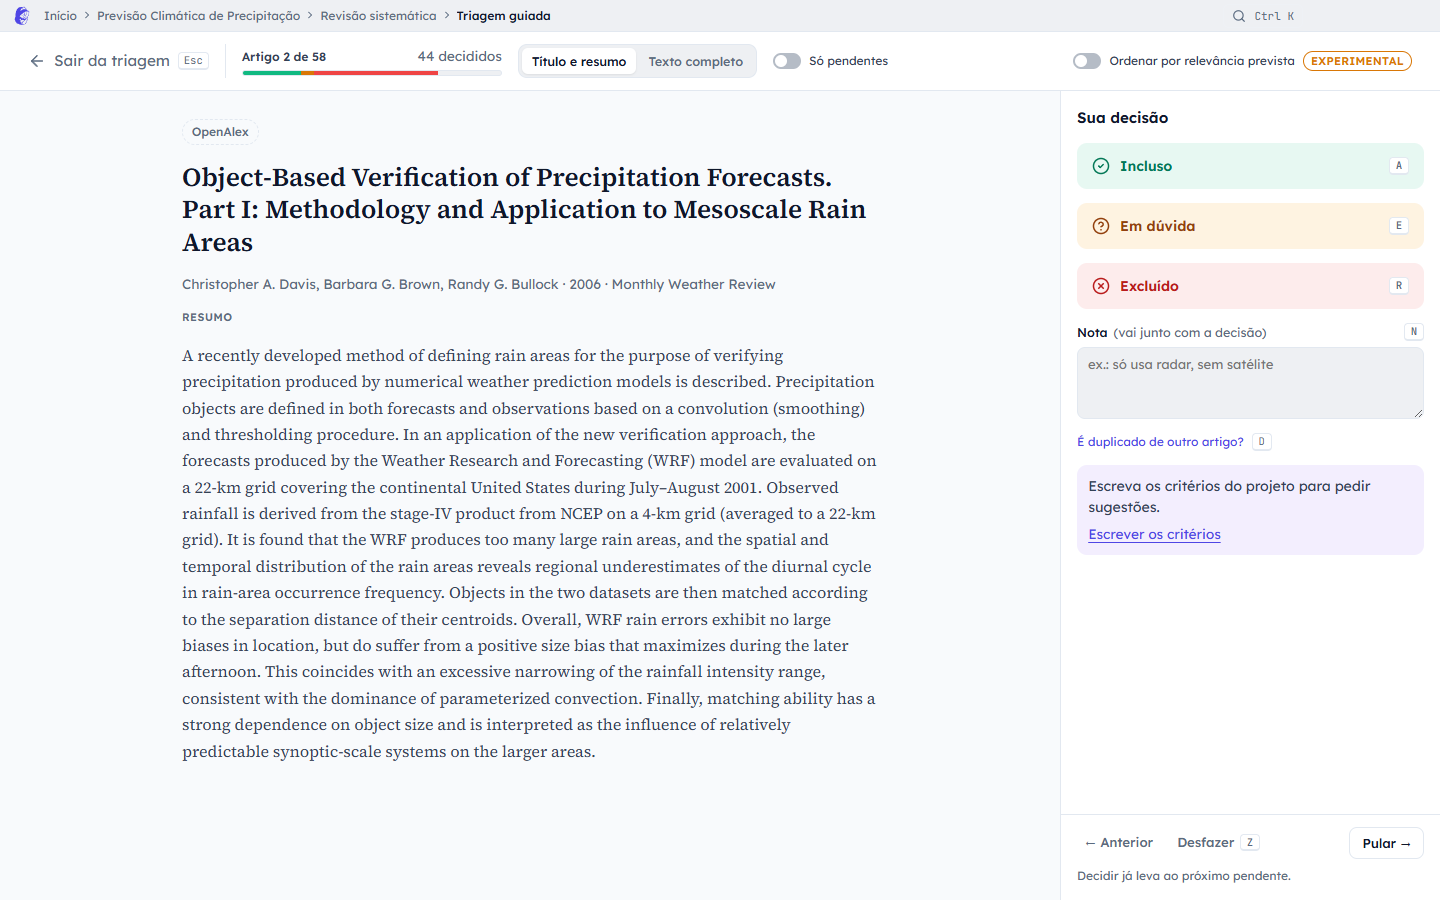 Início > Previsão Climática de Precipitação > Revisão sistemática > Triagem guiada
Ctrl K
← Sair da triagem Esc
Artigo 2 de 58
44 decididos
Título e resumo
Texto completo
Só pendentes
Ordenar por relevância prevista
EXPERIMENTAL
OpenAlex
Object-Based Verification of Precipitation Forecasts.
Part I: Methodology and Application to Mesoscale Rain
Areas
Christopher A. Davis, Barbara G. Brown, Randy G. Bullock · 2006 · Monthly Weather Review
RESUMO
A recently developed method of defining rain areas for the purpose of verifying
precipitation produced by numerical weather prediction models is described. Precipitation
objects are defined in both forecasts and observations based on a convolution (smoothing)
and thresholding procedure. In an application of the new verification approach, the
forecasts produced by the Weather Research and Forecasting (WRF) model are evaluated on
a 22-km grid covering the continental United States during July–August 2001. Observed
rainfall is derived from the stage-IV product from NCEP on a 4-km grid (averaged to a 22-km
grid). It is found that the WRF produces too many large rain areas, and the spatial and
temporal distribution of the rain areas reveals regional underestimates of the diurnal cycle
in rain-area occurrence frequency. Objects in the two datasets are then matched according
to the separation distance of their centroids. Overall, WRF rain errors exhibit no large
biases in location, but do suffer from a positive size bias that maximizes during the later
afternoon. This coincides with an excessive narrowing of the rainfall intensity range,
consistent with the dominance of parameterized convection. Finally, matching ability has a
strong dependence on object size and is interpreted as the influence of relatively
predictable synoptic-scale systems on the larger areas.
Sua decisão
Incluso A
Em dúvida E
Excluído R
Nota (vai junto com a decisão) N
ex.: só usa radar, sem satélite
É duplicado de outro artigo? D
Escreva os critérios do projeto para pedir
sugestões.
Escrever os critérios
← Anterior
Desfazer Z
Pular →
Decidir já leva ao próximo pendente.